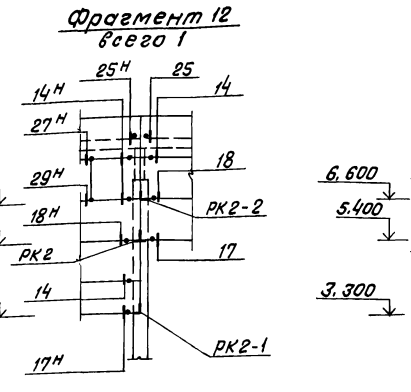 Фрагмент 12
всего 1
25Н 25
14Н 14
27Н
29Н 18 6,600
18Н РК2-2 5.400
РК2 17
14 3.300
РК2-1
17Н